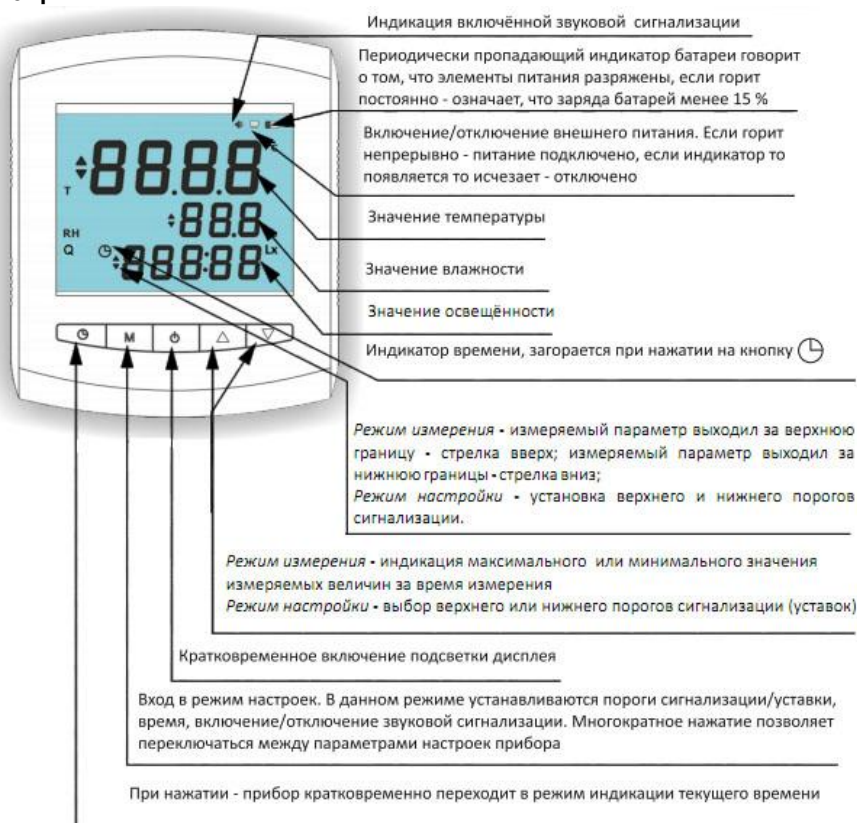 Индикация включённой звуковой сигнализации
Периодически пропадающий индикатор батареи говорит
о том, что элементы питания разряжены, если горит
постоянно - означает, что заряда батарей менее 15 %
Включение/отключение внешнего питания. Если горит
непрерывно - питание подключено, если индикатор то
появляется то исчезает - отключено
88.8.8
T
Значение температуры
88.8
RH
Значение влажности
Q
888:88
Lx
Значение освещённости
Индикатор времени, загорается при нажатии на кнопку
M
Режим измерения - измеряемый параметр выходил за верхнюю
границу - стрелка вверх; измеряемый параметр выходил за
нижнюю границы - стрелка вниз;
Режим настройки - установка верхнего и нижнего порогов
сигнализации.
Режим измерения - индикация максимального или минимального значения
измеряемых величин за время измерения
Режим настройки - выбор верхнего или нижнего порогов сигнализации (уставок)
Кратковременное включение подсветки дисплея
Вход в режим настроек. В данном режиме устанавливаются пороги сигнализации/уставки,
время, включение/отключение звуковой сигнализации. Многократное нажатие позволяет
переключаться между параметрами настроек прибора
При нажатии - прибор кратковременно переходит в режим индикации текущего времени